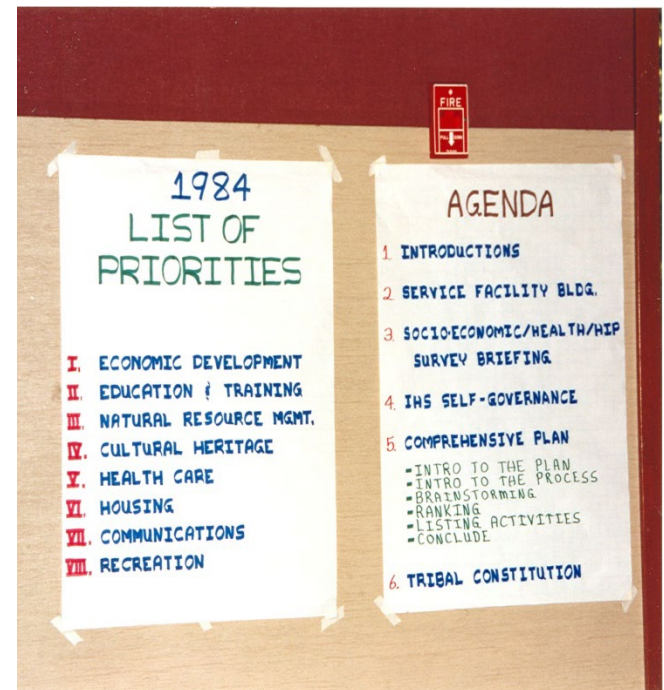 1984
LIST OF
PRIORITIES
I. ECONOMIC DEVELOPMENT
II. EDUCATION & TRAINING
III. NATURAL RESOURCE MGMT.
IV. CULTURAL HERITAGE
V. HEALTH CARE
VI. HOUSING
VII. COMMUNICATIONS
VIII. RECREATION
FIRE
PULL DOWN
AGENDA
1. INTRODUCTIONS
2. SERVICE FACILITY BLDG.
3. SOCIO-ECONOMIC/HEALTH/HIP
SURVEY BRIEFING
4. IHS SELF-GOVERNANCE
5. COMPREHENSIVE PLAN
-INTRO TO THE PLAN
-INTRO TO THE PROCESS
-BRAINSTORMING
-RANKING
-LISTING ACTIVITIES
-CONCLUDE
6. TRIBAL CONSTITUTION